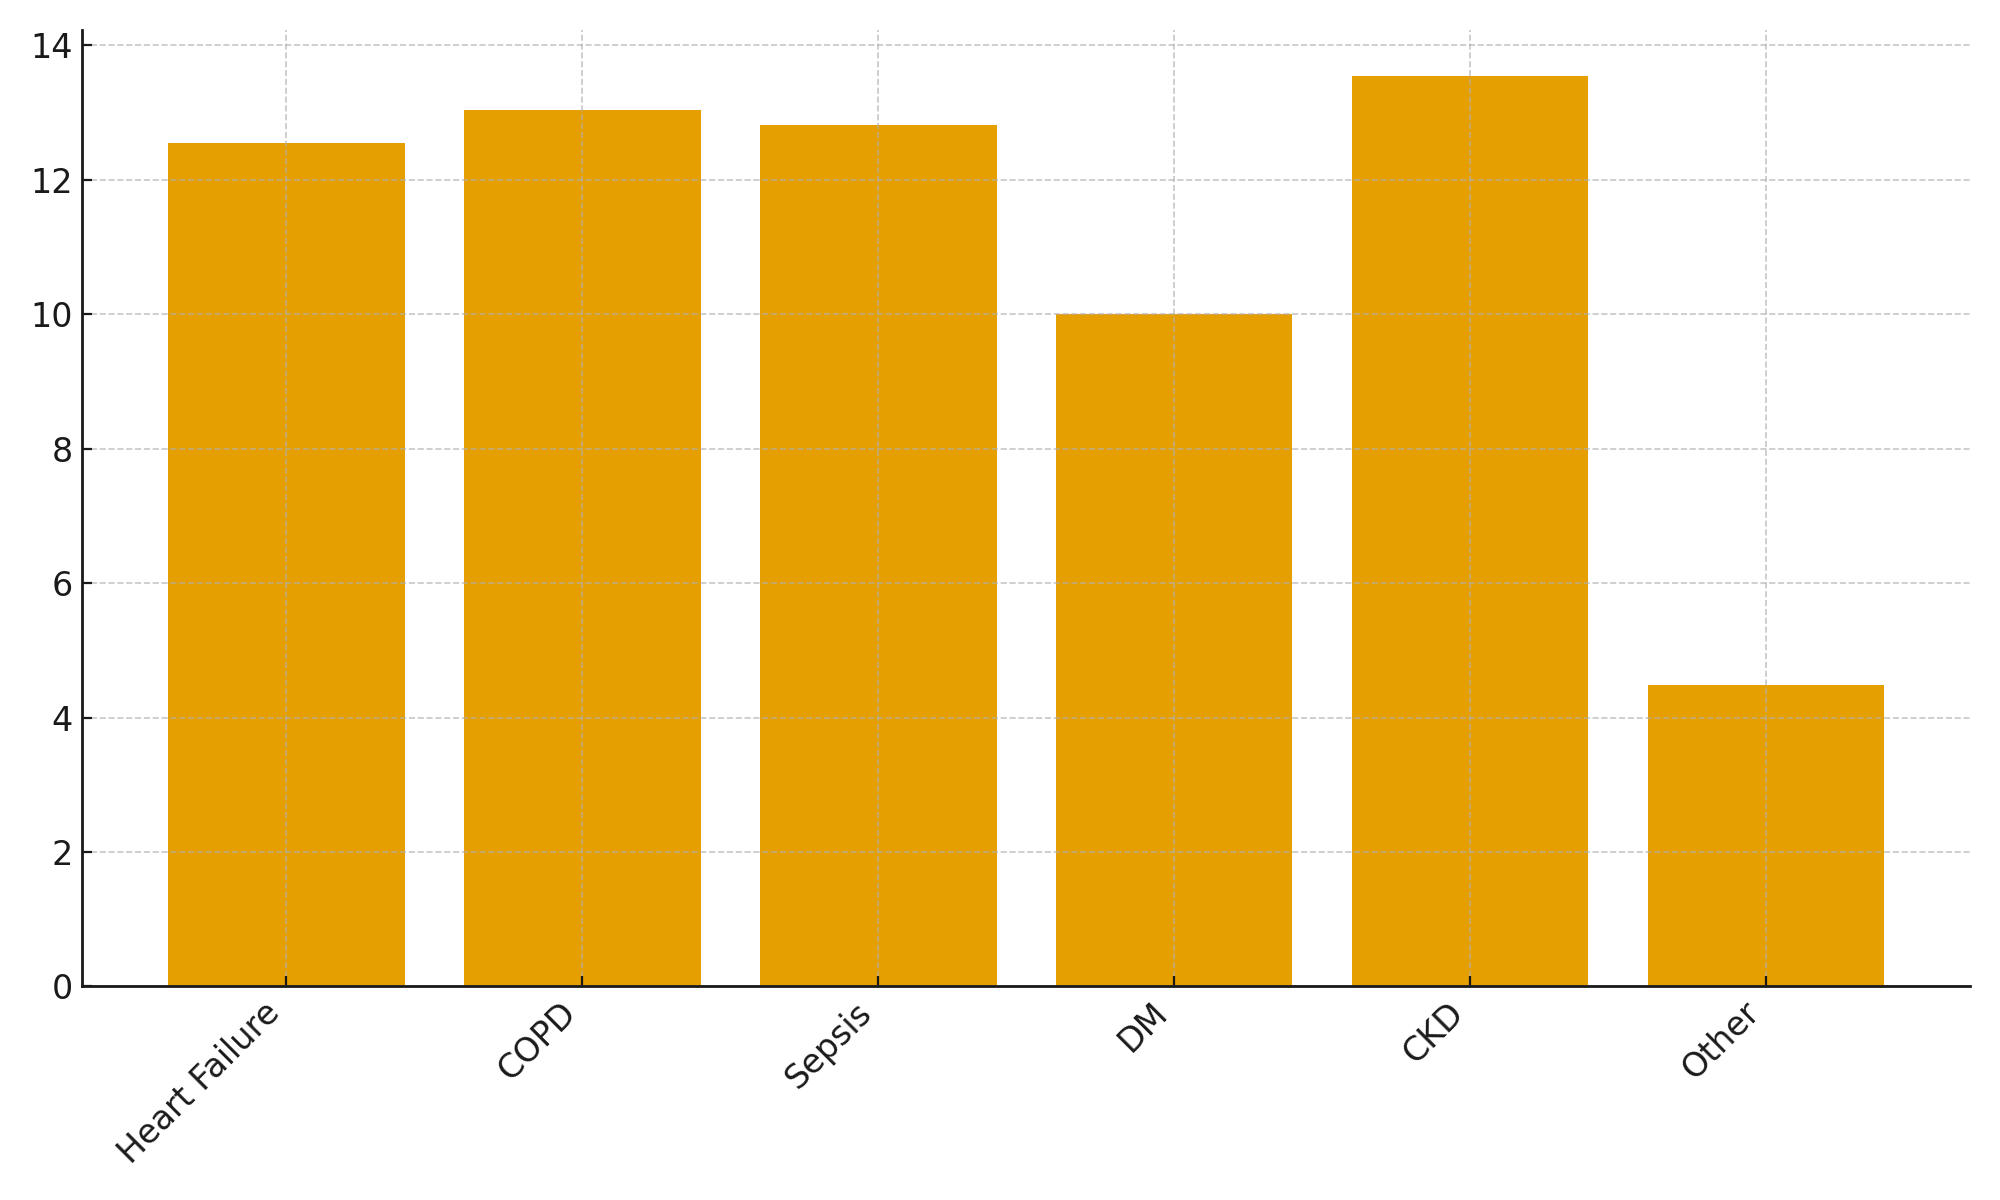 14
12
10
8
6
4
2
0
Heart Failure
COPD
Sepsis
DM
CKD
Other